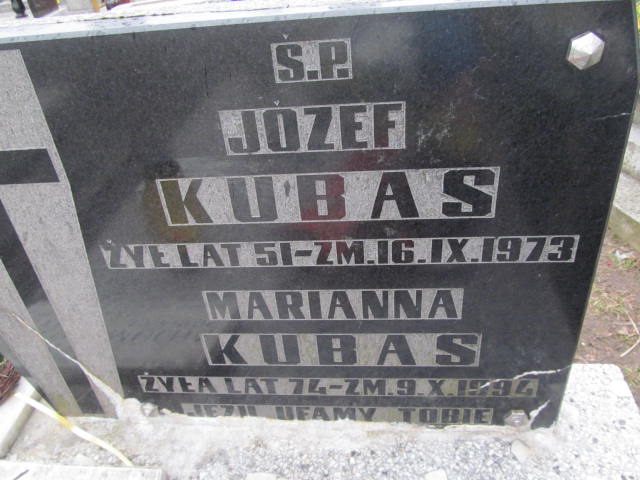 Ś.P.
JÓZEF
KUBAS
ŻYŁ LAT 51-ZM.16.IX.1973
MARIANNA
KUBAS
ŻYŁA LAT 74-ZM.9.X.1994
JEZU UFAMY TOBIE